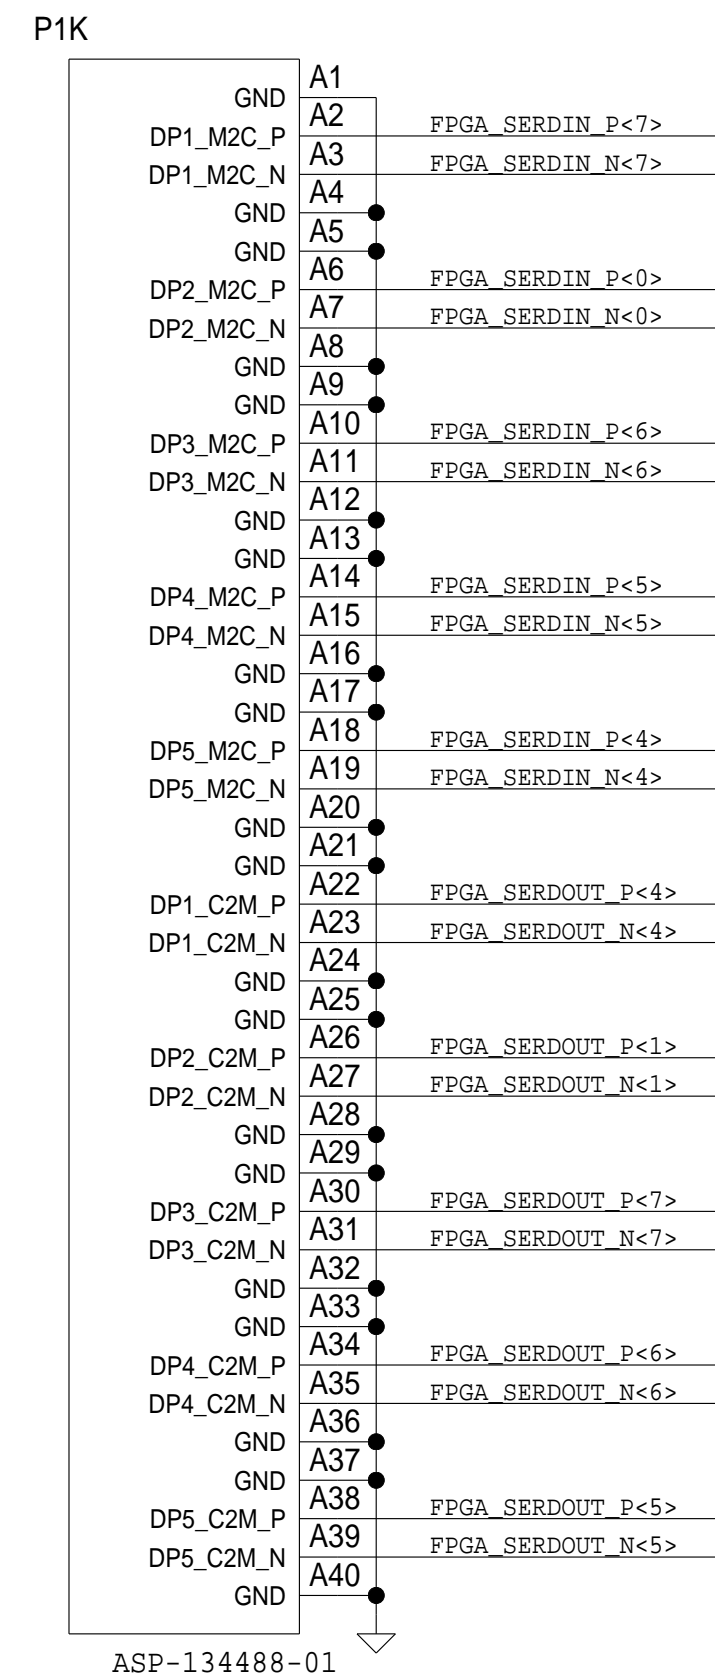 P1K
GND A1
DP1_M2C_P A2 FPGA_SERDIN_P<7>
DP1_M2C_N A3 FPGA_SERDIN_N<7>
GND A4
GND A5
DP2_M2C_P A6 FPGA_SERDIN_P<0>
DP2_M2C_N A7 FPGA_SERDIN_N<0>
GND A8
GND A9
DP3_M2C_P A10 FPGA_SERDIN_P<6>
DP3_M2C_N A11 FPGA_SERDIN_N<6>
GND A12
GND A13
DP4_M2C_P A14 FPGA_SERDIN_P<5>
DP4_M2C_N A15 FPGA_SERDIN_N<5>
GND A16
GND A17
DP5_M2C_P A18 FPGA_SERDIN_P<4>
DP5_M2C_N A19 FPGA_SERDIN_N<4>
GND A20
GND A21
DP1_C2M_P A22 FPGA_SERDOUT_P<4>
DP1_C2M_N A23 FPGA_SERDOUT_N<4>
GND A24
GND A25
DP2_C2M_P A26 FPGA_SERDOUT_P<1>
DP2_C2M_N A27 FPGA_SERDOUT_N<1>
GND A28
GND A29
DP3_C2M_P A30 FPGA_SERDOUT_P<7>
DP3_C2M_N A31 FPGA_SERDOUT_N<7>
GND A32
GND A33
DP4_C2M_P A34 FPGA_SERDOUT_P<6>
DP4_C2M_N A35 FPGA_SERDOUT_N<6>
GND A36
GND A37
DP5_C2M_P A38 FPGA_SERDOUT_P<5>
DP5_C2M_N A39 FPGA_SERDOUT_N<5>
GND A40
ASP-134488-01